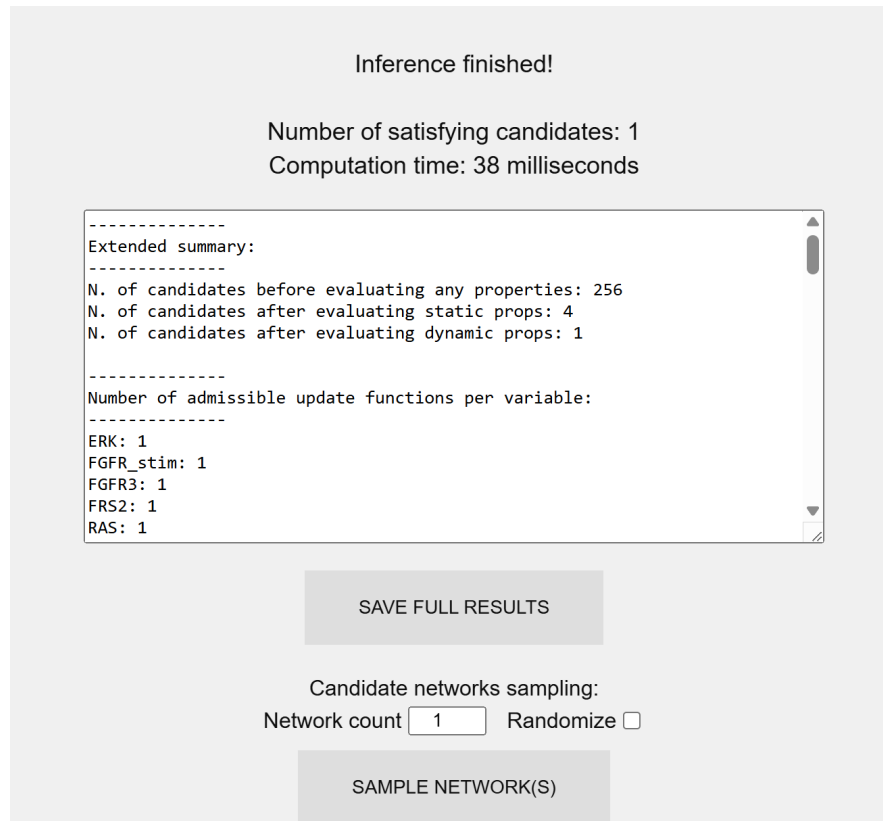 Inference finished!
Number of satisfying candidates: 1
Computation time: 38 milliseconds
--------------
Extended summary:
--------------
N. of candidates before evaluating any properties: 256
N. of candidates after evaluating static props: 4
N. of candidates after evaluating dynamic props: 1
--------------
Number of admissible update functions per variable:
--------------
ERK: 1
FGFR_stim: 1
FGFR3: 1
FRS2: 1
RAS: 1
SAVE FULL RESULTS
Candidate networks sampling:
Network count 1 Randomize
SAMPLE NETWORK(S)